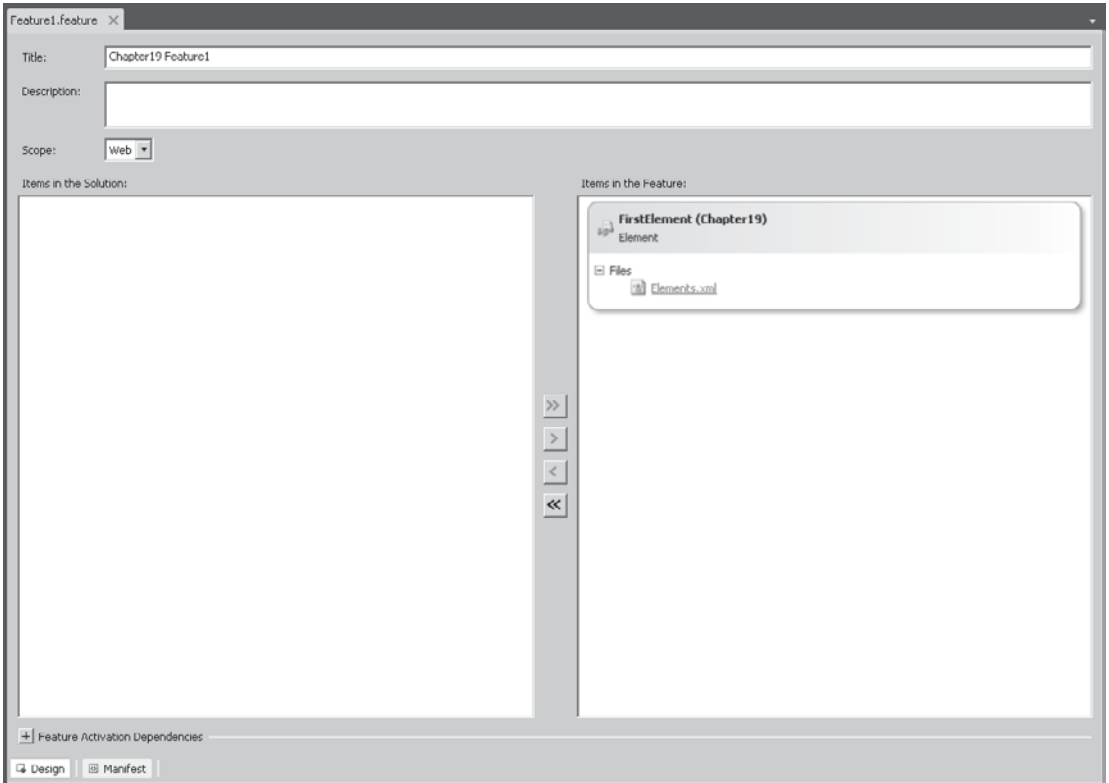 Feature1.feature
Title:
Chapter19 Feature1
Description:
Scope:
Web
Items in the Solution:
Items in the Feature:
FirstElement (Chapter19)
Element
Files
Elements.xml
Feature Activation Dependencies
Design
Manifest